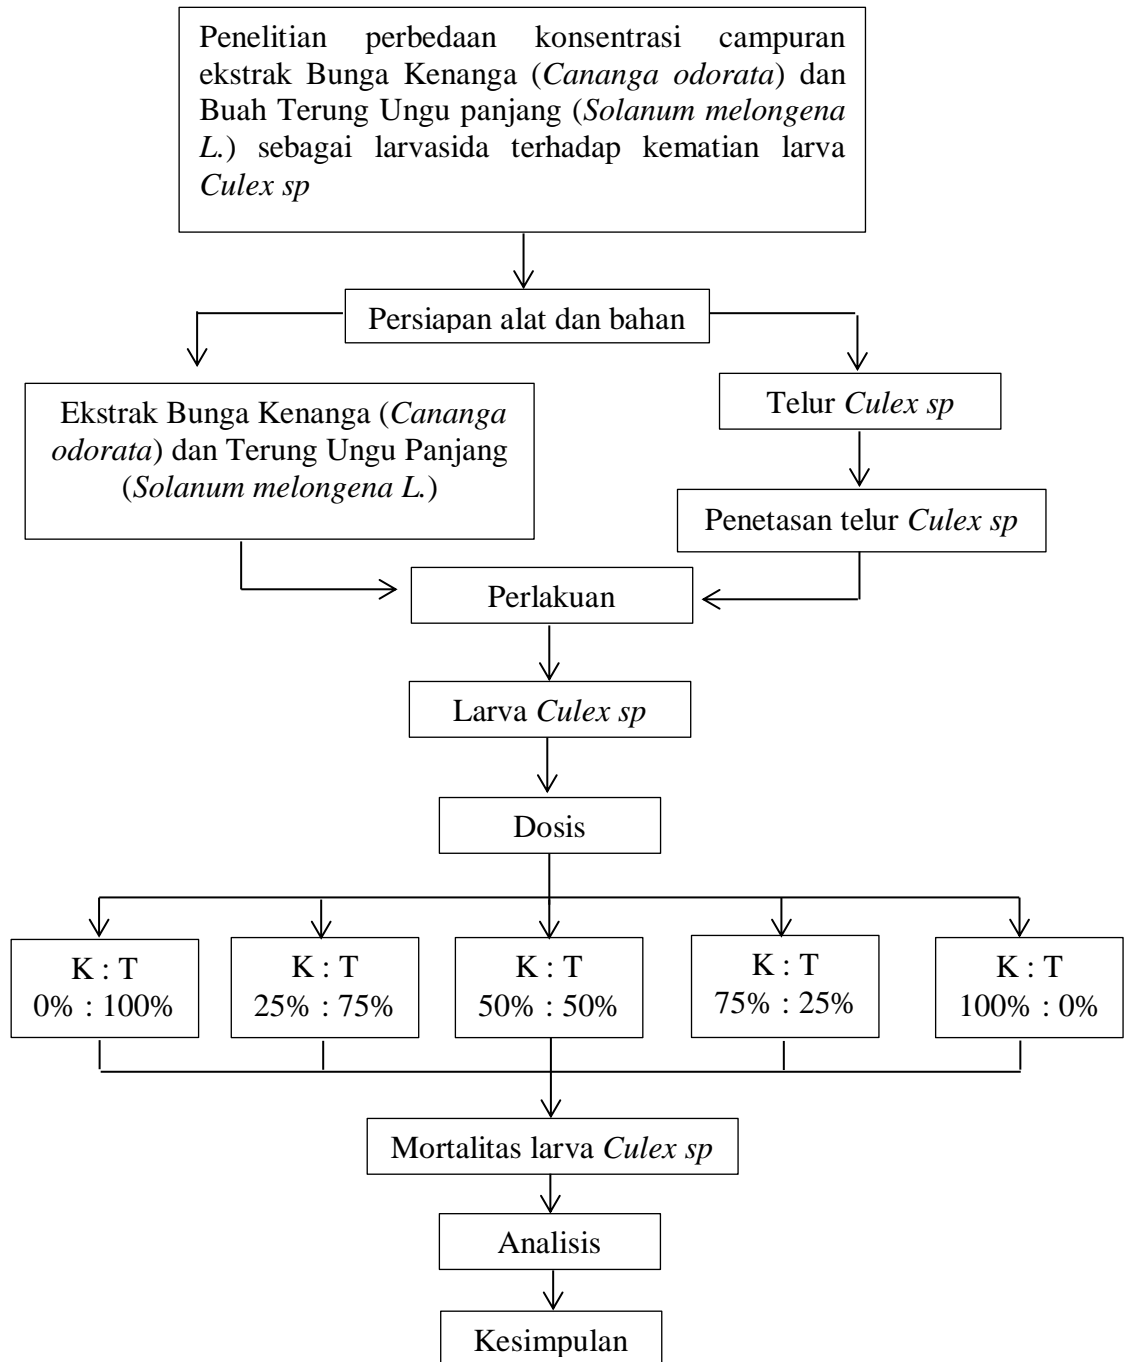 Penelitian perbedaan konsentrasi campuran
ekstrak Bunga Kenanga (Cananga odorata) dan
Buah Terung Ungu panjang (Solanum melongena
L.) sebagai larvasida terhadap kematian larva
Culex sp
Persiapan alat dan bahan
Ekstrak Bunga Kenanga (Cananga
odorata) dan Terung Ungu Panjang
(Solanum melongena L.)
Telur Culex sp
Penetasan telur Culex sp
Perlakuan
Larva Culex sp
Dosis
K : T
0% : 100%
K : T
25% : 75%
K : T
50% : 50%
K : T
75% : 25%
K : T
100% : 0%
Mortalitas larva Culex sp
Analisis
Kesimpulan